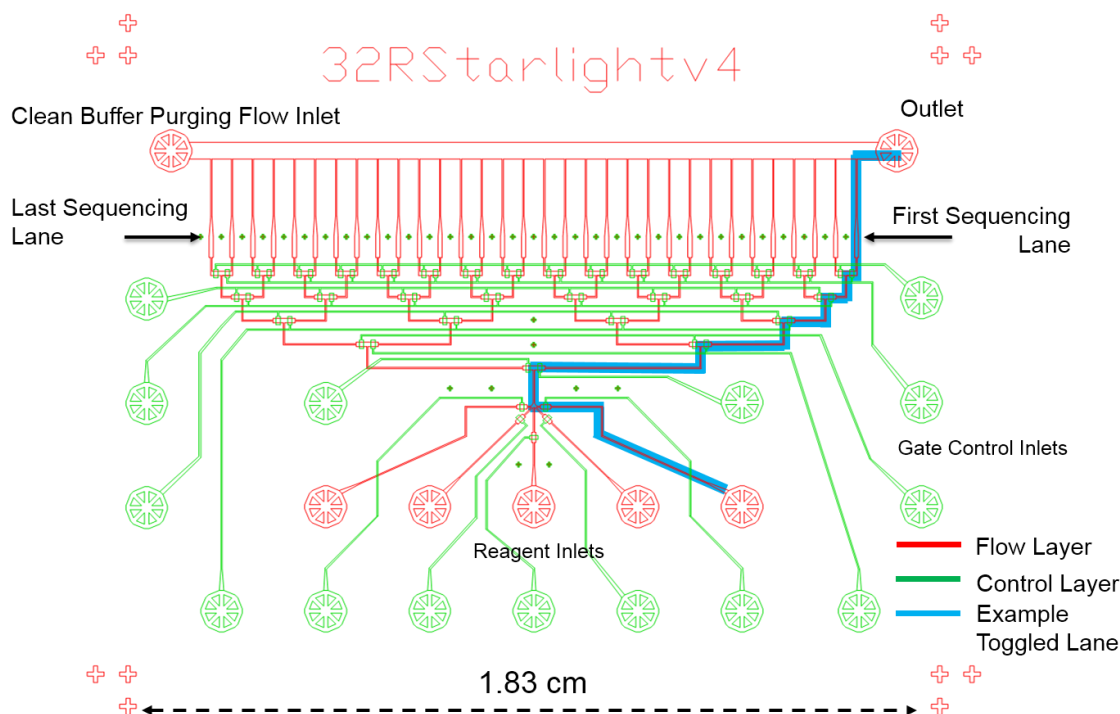 32RStarlightv4
Clean Buffer Purging Flow Inlet
Outlet
Last Sequencing
Lane
First Sequencing
Lane
Gate Control Inlets
Reagent Inlets
Flow Layer
Control Layer
Example
Toggled Lane
1.83 cm